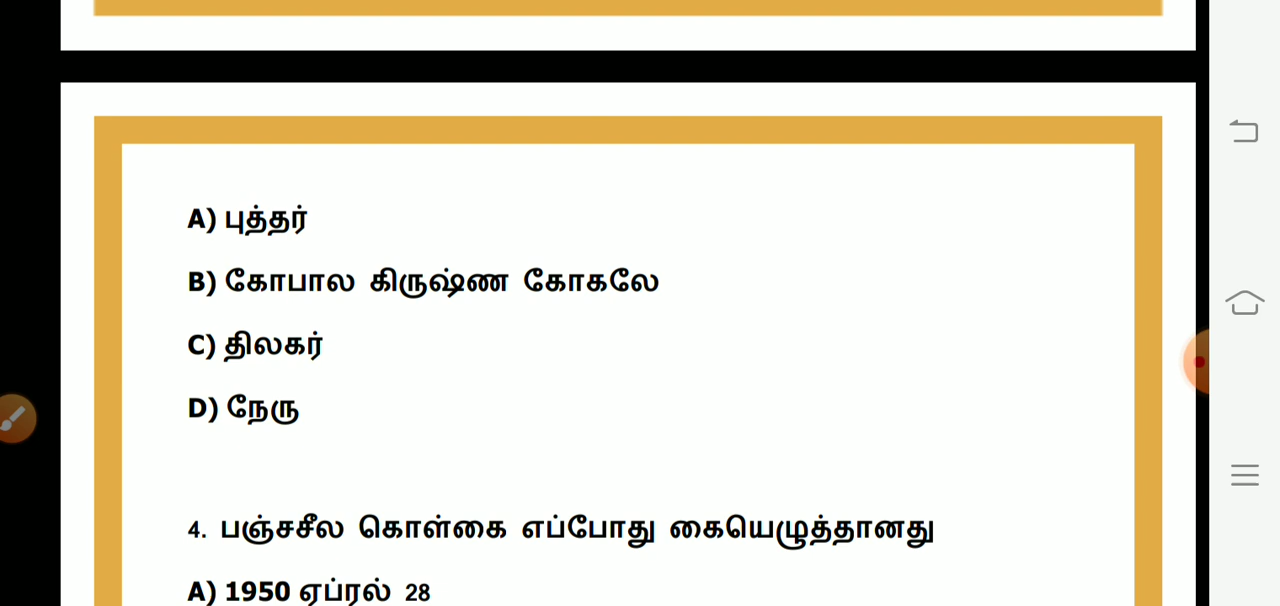 A) புத்தர்
B) கோபால கிருஷ்ண கோகலே
C) திலகர்
D) நேரு
4. பஞ்சசீல கொள்கை எப்போது கையெழுத்தானது
A) 1950 ஏப்ரல் 28